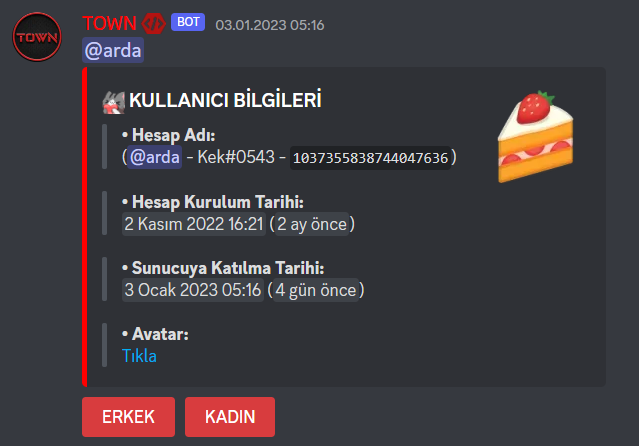 TOWN
TOWN BOT 03.01.2023 05:16
@arda
KULLANICI BİLGİLERİ
• Hesap Adı:
(@arda - Kek#0543 - 1037355838744047636)
• Hesap Kurulum Tarihi:
2 Kasım 2022 16:21 (2 ay önce)
• Sunucuya Katılma Tarihi:
3 Ocak 2023 05:16 (4 gün önce)
• Avatar:
Tıkla
ERKEK
KADIN